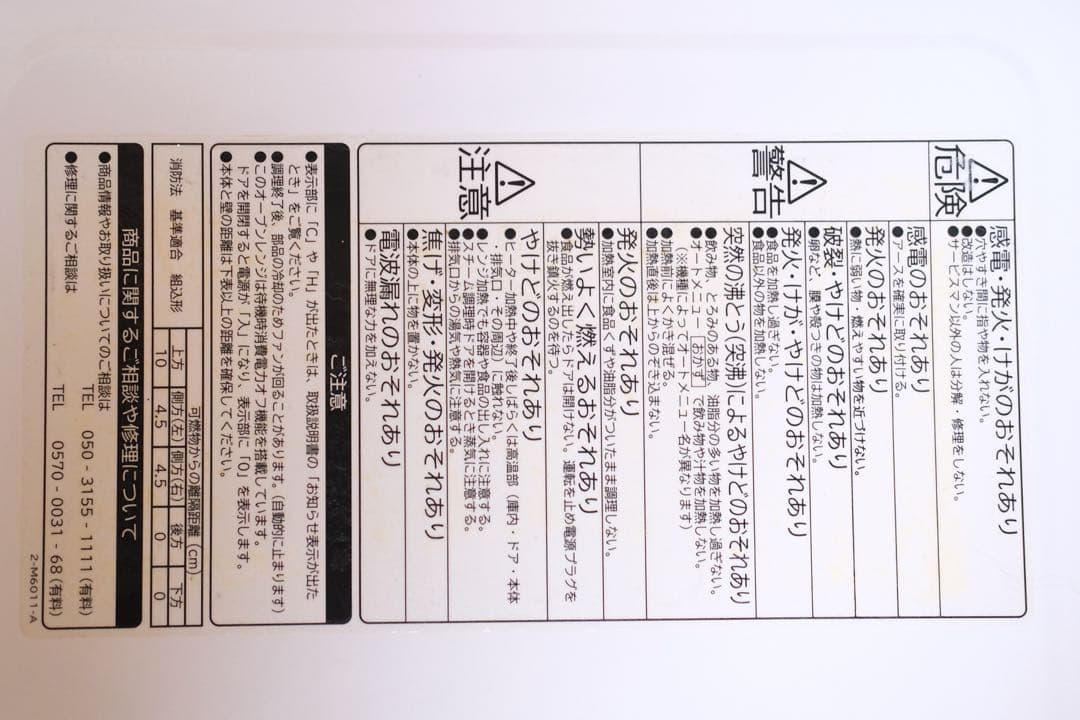 危険
感電・発火・けがのおそれあり
●穴やすき間に指や物を入れない。
●改造はしない。
●サービスマン以外の人は分解・修理をしない。
警告
感電のおそれあり
●アースを確実に取り付ける。
発火のおそれあり
●熱に弱い物・燃えやすい物を近づけない。
破裂・やけどのおそれあり
●卵など、膜や殻つきの物は加熱しない。
発火・けが・やけどのおそれあり
●食品を加熱し過ぎない。
●食品以外の物を加熱しない。
突然の沸とう(突沸)によるやけどのおそれあり
●飲み物、とろみのある物、油脂分の多い物を加熱し過ぎない。
●オートメニュー おかず で飲み物や汁物を加熱しない。
(※機種によってオートメニュー名が異なります)
●加熱前によくかき混ぜる。
●加熱直後は上からのぞき込まない。
注意
発火のおそれあり
●加熱室内に食品くずや油脂分がついたまま調理しない。
勢いよく燃えるおそれあり
●食品が燃え出したらドアは開けない。運転を止め電源プラグを
抜き鎮火するのを待つ。
やけどのおそれあり
●ヒーター加熱中や終了後しばらくは高温部(庫内・ドア・本体
・排気口・その周辺)に触れない。
●レンジ加熱でも容器や食品の出し入れに注意する。
●スチーム調理時ドアを開けるとき蒸気に注意する。
●排気口からの湯気や熱気に注意する。
焦げ・変形・発火のおそれあり
●本体の上に物を置かない。
電波漏れのおそれあり
●ドアに無理な力を加えない。
ご注意
●表示部に「C」や「H」が出たときは、取扱説明書の「お知らせ表示が出た
とき」をご覧ください。
●調理終了後、部品の冷却のためファンが回ることがあります。(自動的に止まります)
●このオーブンレンジは待機時消費電力オフ機能を搭載しています。
ドアを開閉すると電源が「入」になり、表示部に「0」を表示します。
●本体と壁の距離は下表以上の距離を確保してください。
消防法 基準適合 組込形
可燃物からの離隔距離(cm)
上方 側方(左) 側方(右) 後方 下方
10 4.5 4.5 0 0
商品に関するご相談や修理について
●商品情報やお取り扱いについてのご相談は
TEL 050-3155-1111(有料)
●修理に関するご相談は
TEL 0570-0031-68(有料)
2-M6011-A